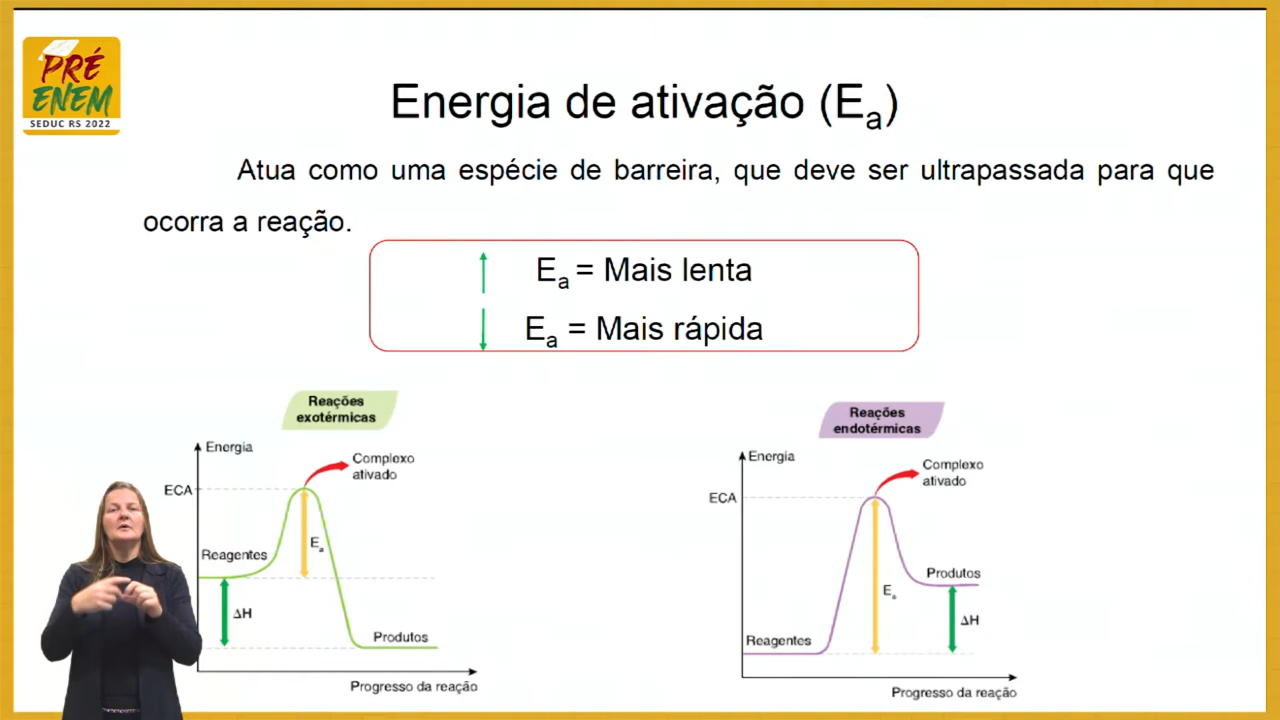 PRÉ
ENEM
SEDUC RS 2022
Energia de ativação (Ea)
Atua como uma espécie de barreira, que deve ser ultrapassada para que
ocorra a reação.
Ea = Mais lenta
Ea = Mais rápida
Reações
exotérmicas
Energia
Complexo
ativado
ECA
Ea
Reagentes
ΔH
Produtos
Progresso da reação
Reações
endotérmicas
Energia
Complexo
ativado
ECA
Produtos
Ea
ΔH
Reagentes
Progresso da reação